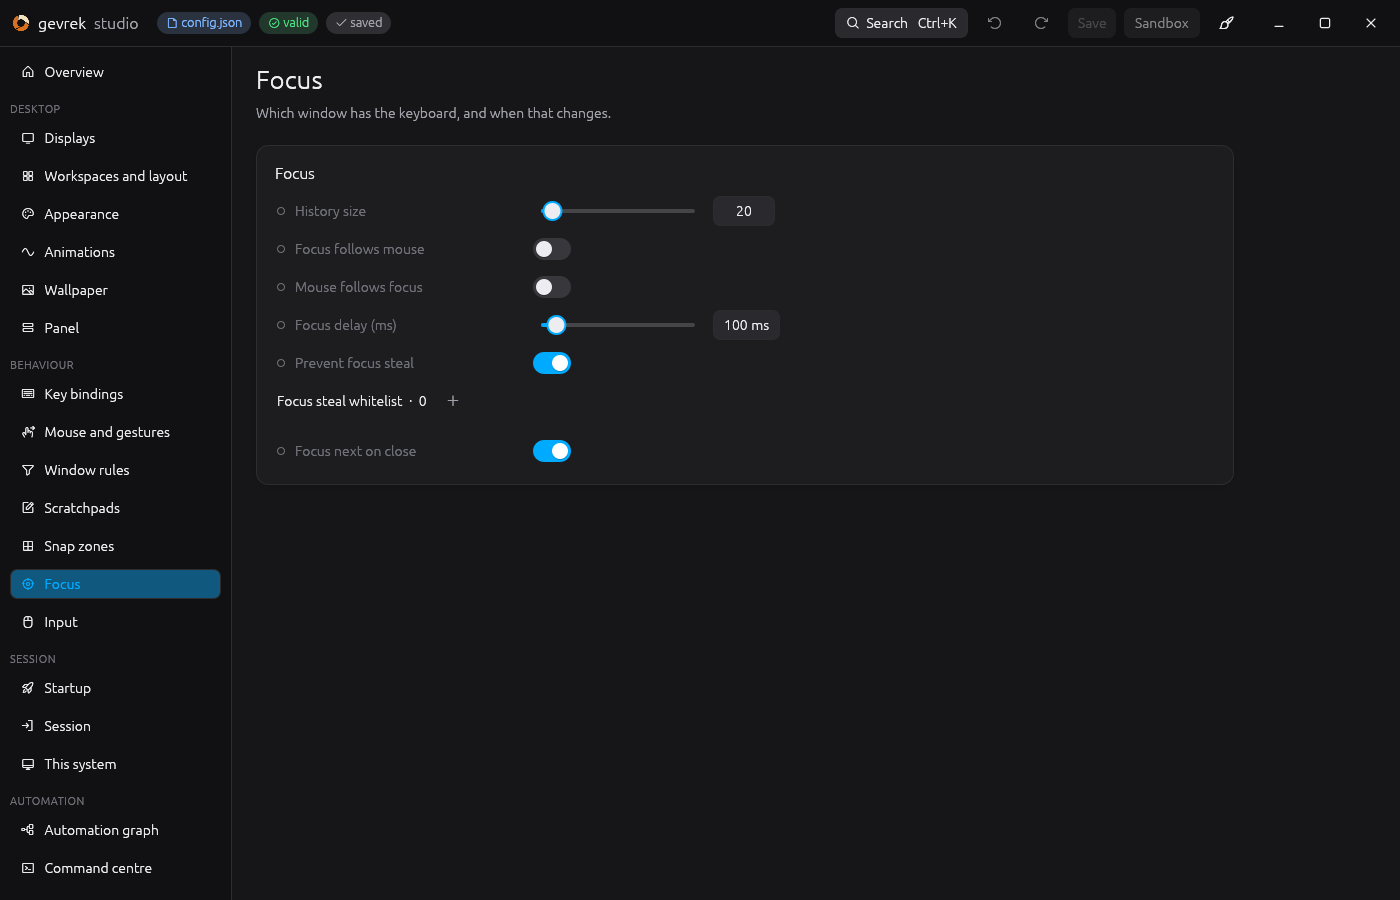 gevrek studio config.json valid saved Search Ctrl+K Save Sandbox
Overview
DESKTOP
Displays
Workspaces and layout
Appearance
Animations
Wallpaper
Panel
BEHAVIOUR
Key bindings
Mouse and gestures
Window rules
Scratchpads
Snap zones
Focus
Input
SESSION
Startup
Session
This system
AUTOMATION
Automation graph
Command centre
Focus
Which window has the keyboard, and when that changes.
Focus
History size 20
Focus follows mouse
Mouse follows focus
Focus delay (ms) 100 ms
Prevent focus steal
Focus steal whitelist · 0
Focus next on close